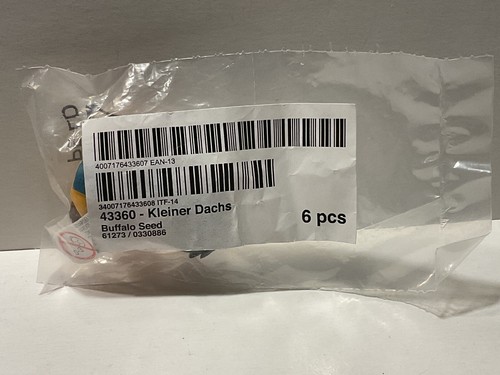 4007176433607 EAN-13
34007176433608 ITF-14
43360 - Kleiner Dachs
Buffalo Seed
61273 / 0330886
6 pcs